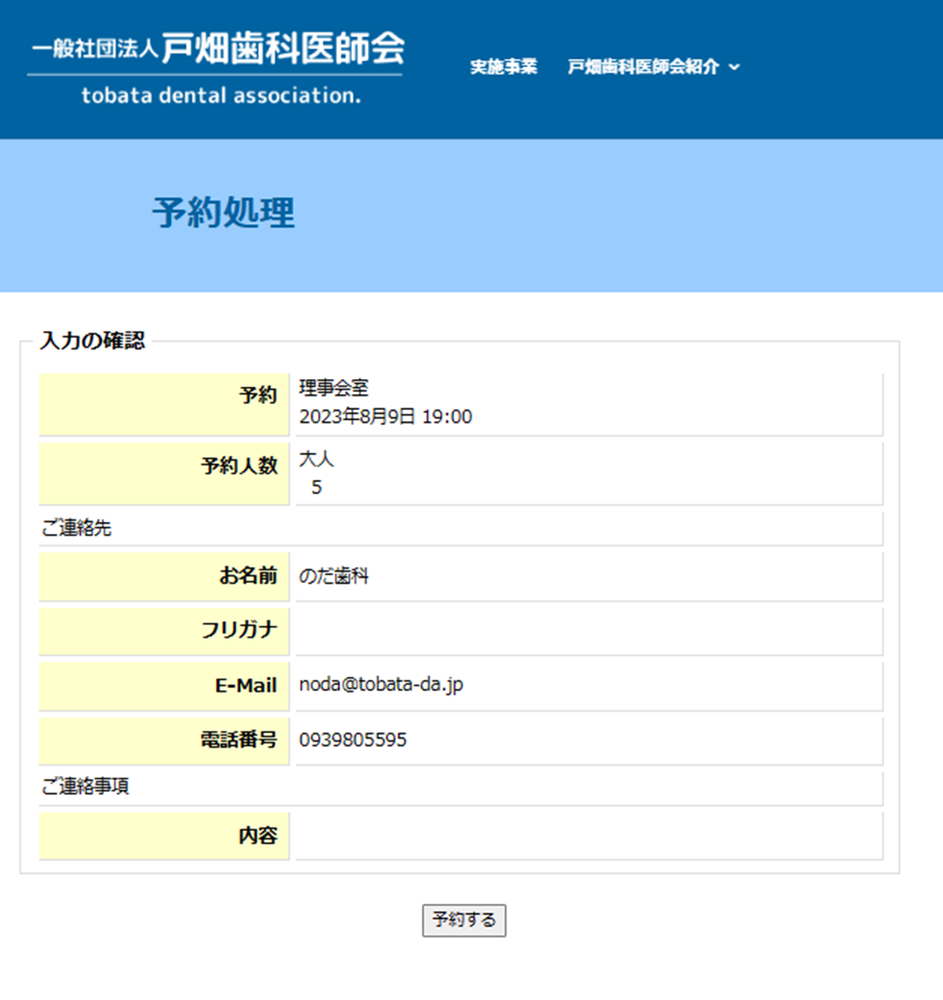 一般社団法人戸畑歯科医師会
tobata dental association.
実施事業 戸畑歯科医師会紹介
予約処理
入力の確認
予約 理事会室
2023年8月9日 19:00
予約人数 大人
5
ご連絡先
お名前 のだ歯科
フリガナ
E-Mail noda@tobata-da.jp
電話番号 0939805595
ご連絡事項
内容
予約する